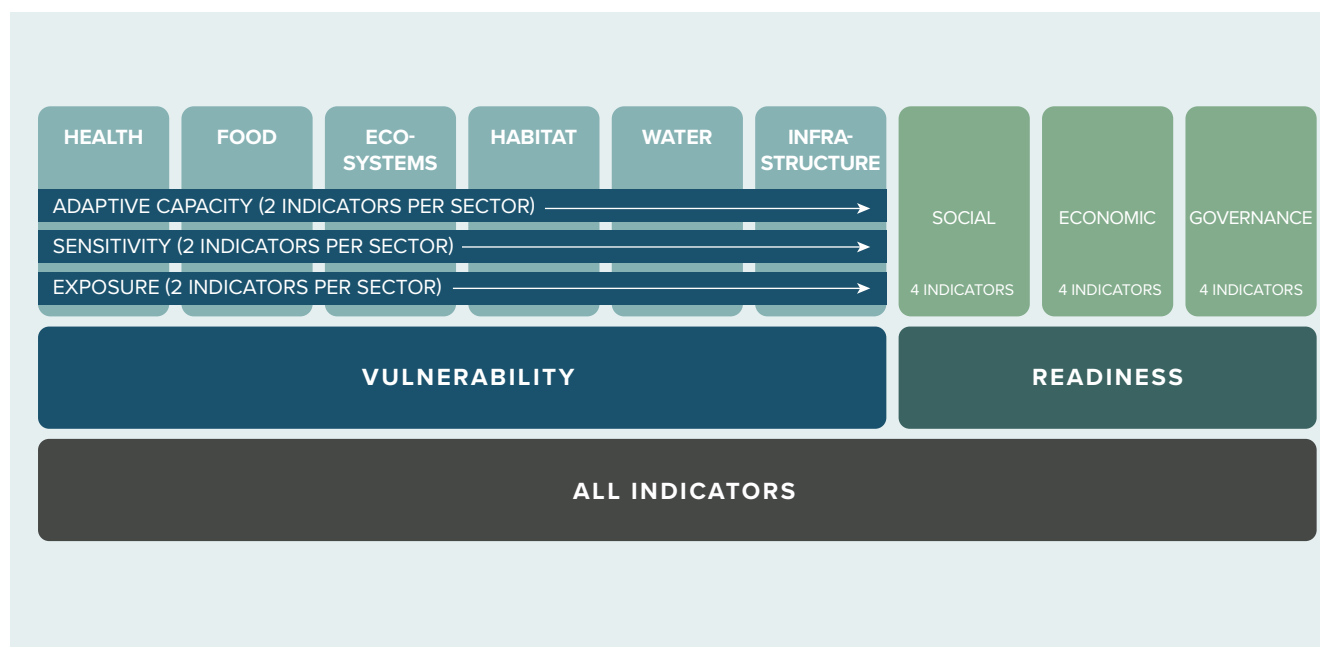 HEALTH
FOOD
ECO-
SYSTEMS
HABITAT
WATER
INFRA-
STRUCTURE
ADAPTIVE CAPACITY (2 INDICATORS PER SECTOR)
SENSITIVITY (2 INDICATORS PER SECTOR)
EXPOSURE (2 INDICATORS PER SECTOR)
SOCIAL
ECONOMIC
GOVERNANCE
4 INDICATORS
4 INDICATORS
4 INDICATORS
VULNERABILITY
READINESS
ALL INDICATORS